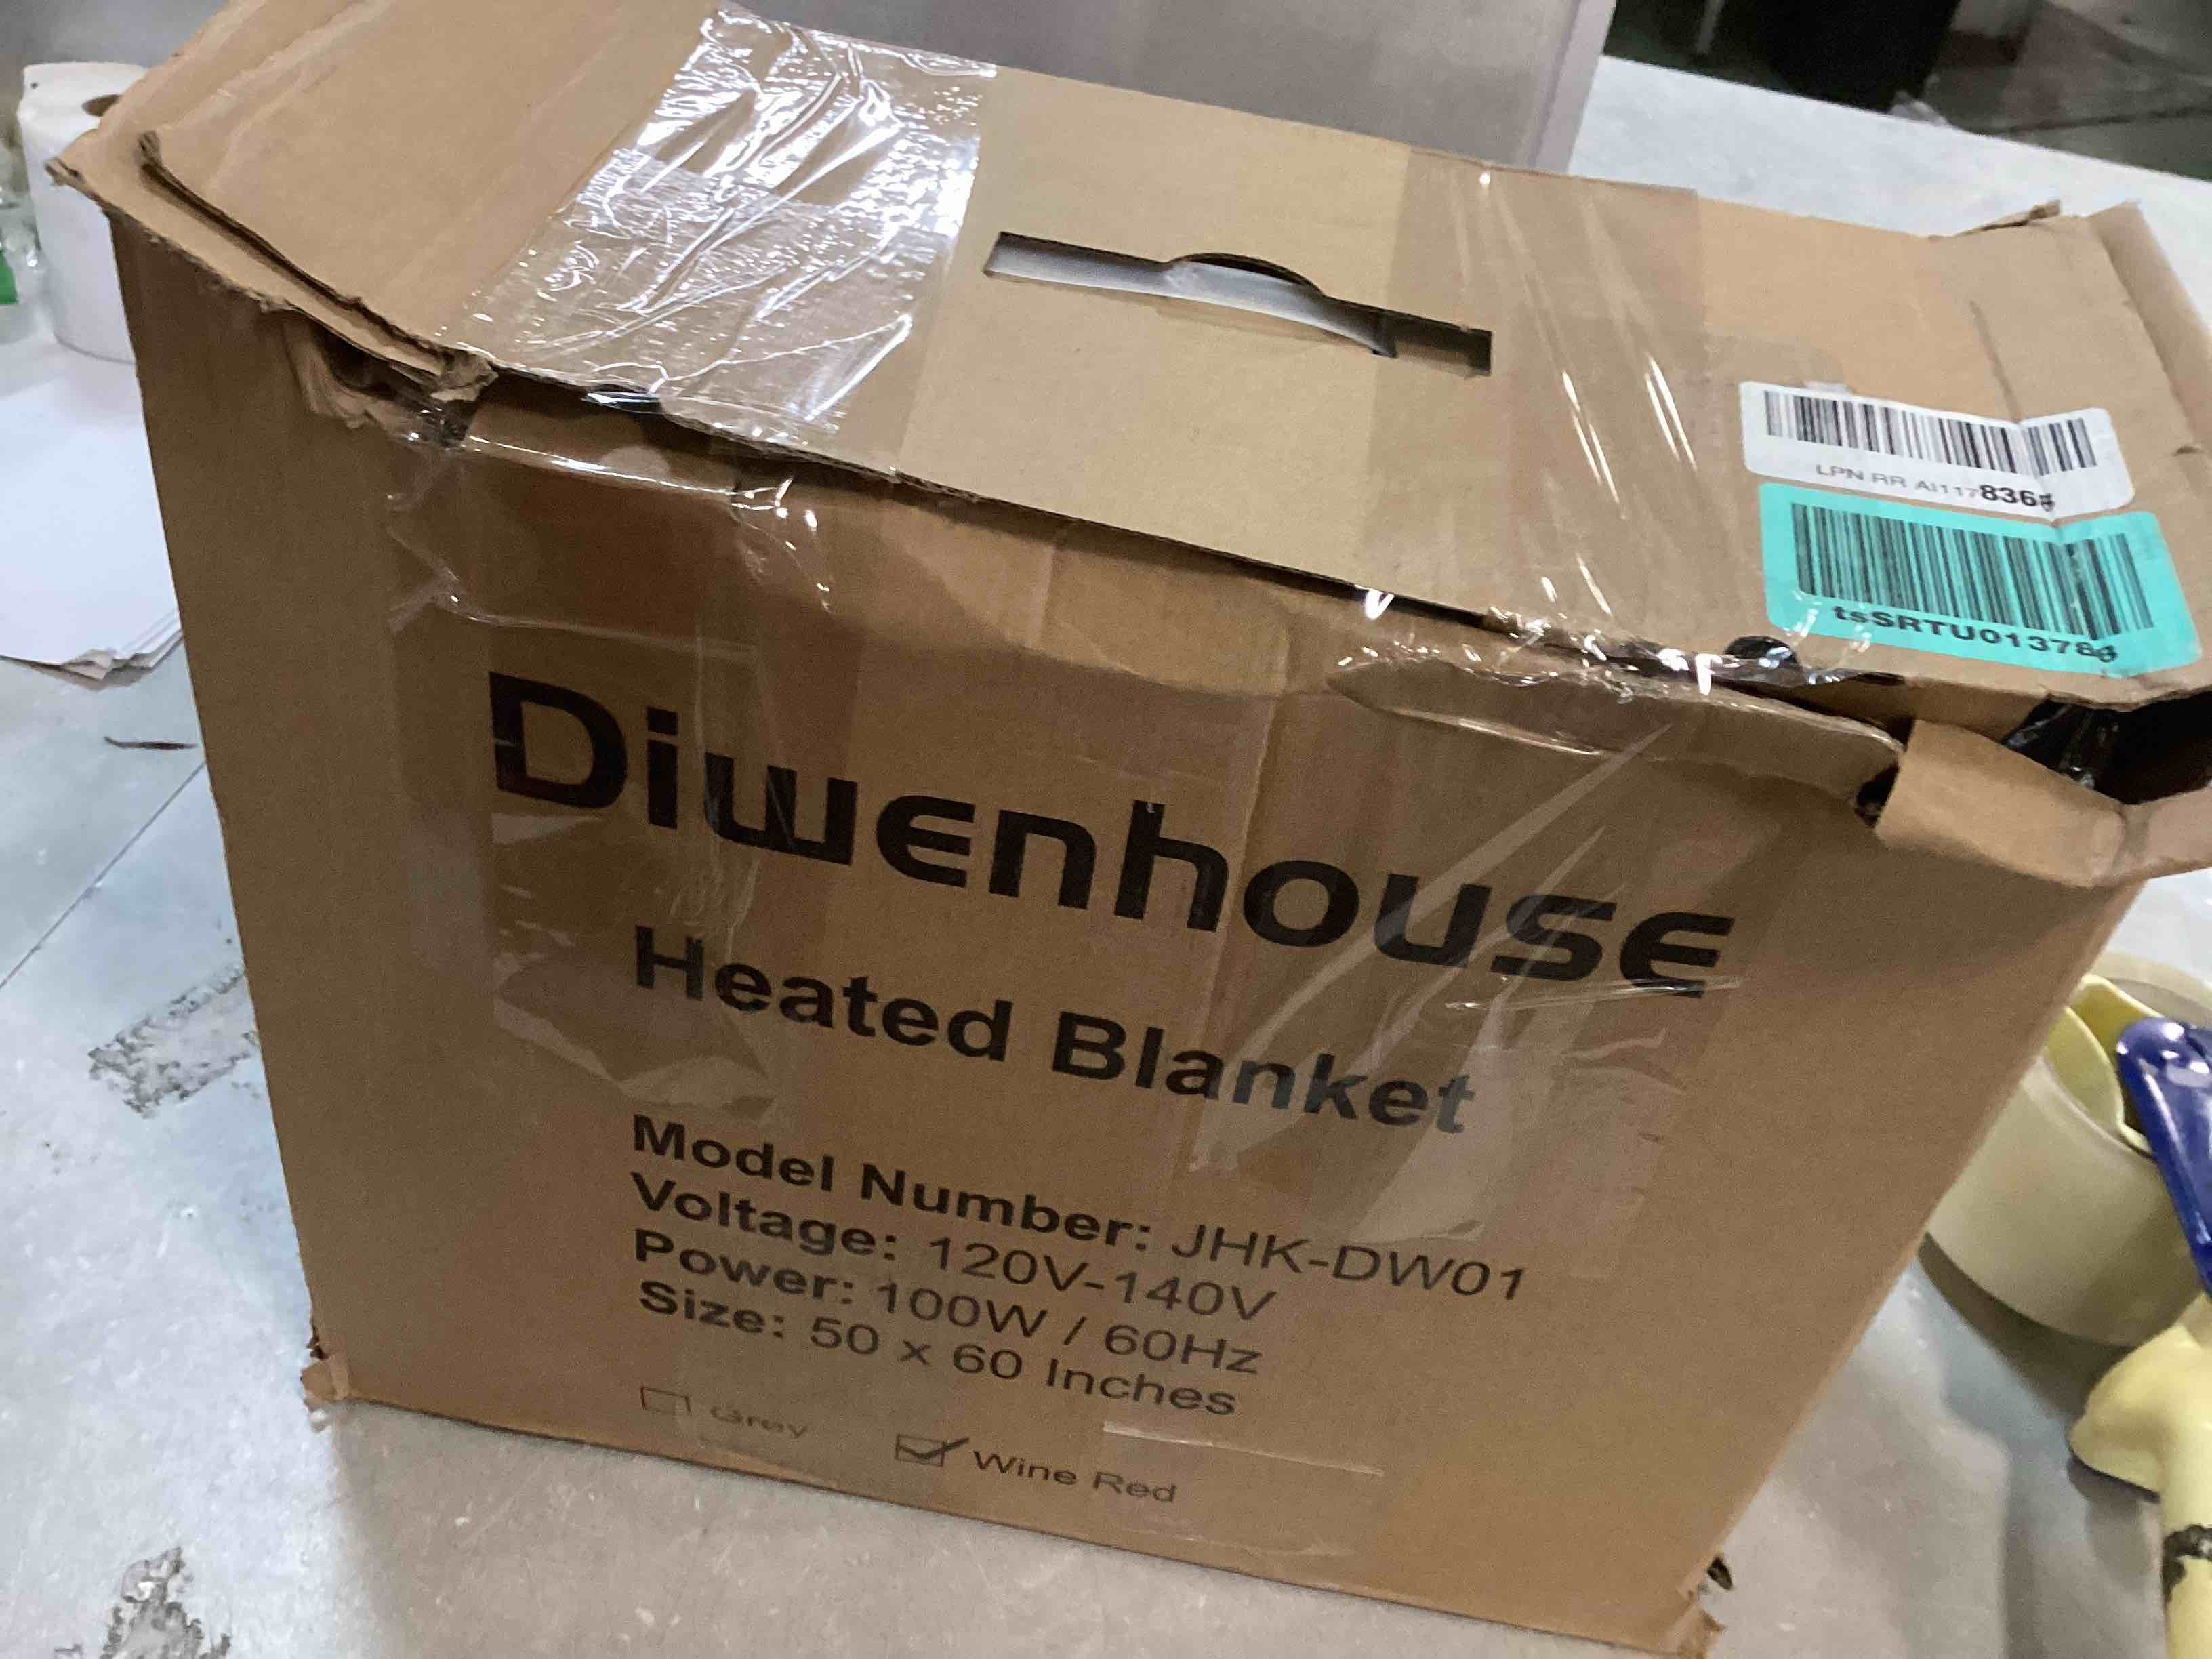 LPN RR AI117836
tsSRTU01378
Diwenhouse
Heated Blanket
Model Number: JHK-DW01
Voltage: 120V-140V
Power: 100W / 60Hz
Size: 50 x 60 Inches
Grey
Wine Red